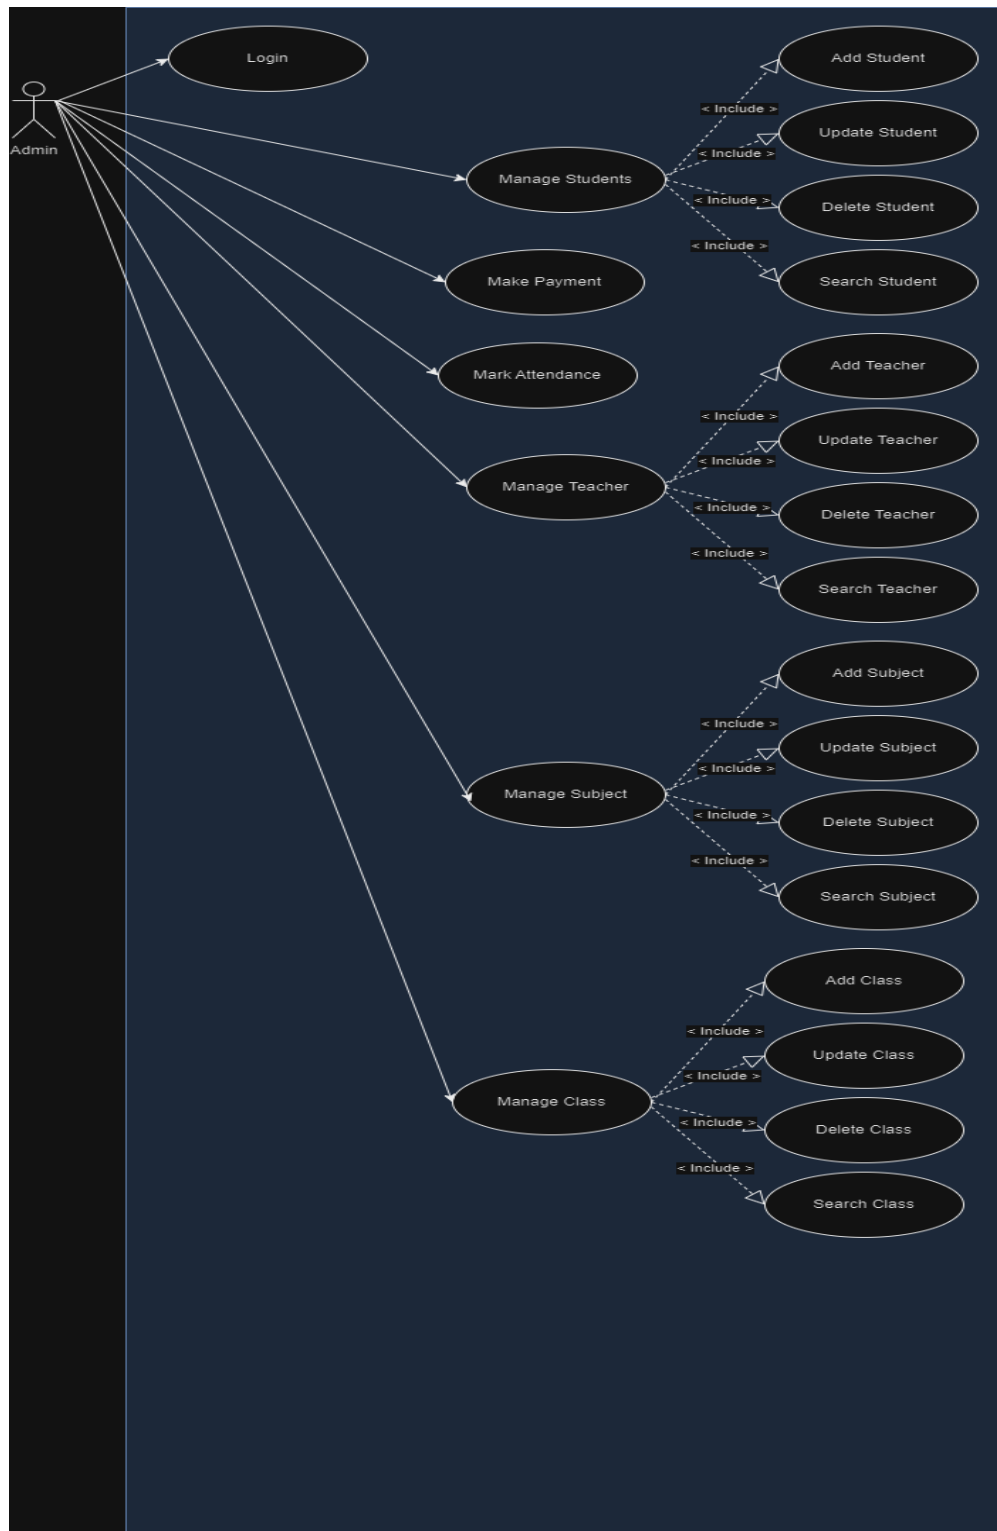 Login
Admin
Manage Students
< Include >
< Include >
< Include >
< Include >
Add Student
Update Student
Delete Student
Search Student
Make Payment
Mark Attendance
Manage Teacher
< Include >
< Include >
< Include >
< Include >
Add Teacher
Update Teacher
Delete Teacher
Search Teacher
Manage Subject
< Include >
< Include >
< Include >
< Include >
Add Subject
Update Subject
Delete Subject
Search Subject
Manage Class
< Include >
< Include >
< Include >
< Include >
Add Class
Update Class
Delete Class
Search Class